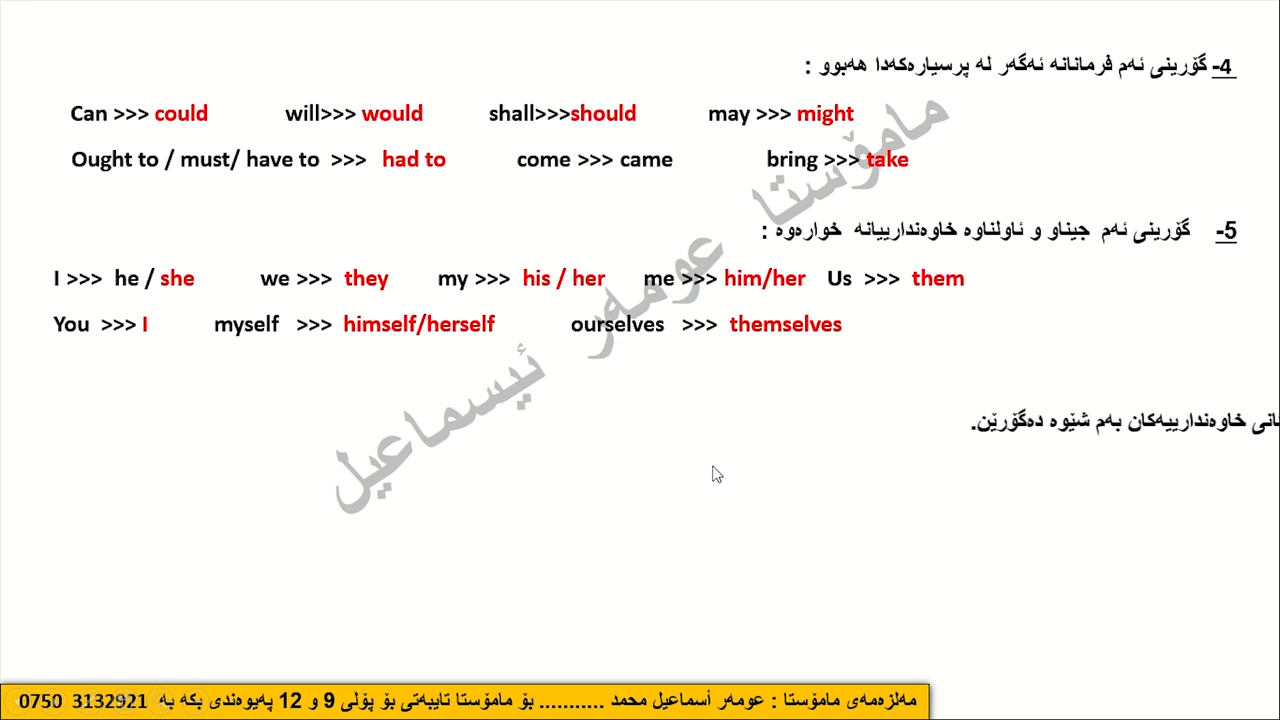 4- گۆرینی ئەم فرمانانە ئەگەر لە پرسیارەکەدا هەبوو :
Can >>> could will>>> would shall>>>should may >>> might
Ought to / must/ have to >>> had to come >>> came bring >>> take
5- گۆرینی ئەم جیناو و ئاولناوە خاوەندارییانە خوارەوە :
I >>> he / she we >>> they my >>> his / her me >>> him/her Us >>> them
You >>> I myself >>> himself/herself ourselves >>> themselves
خاوەندارییەکان بەم شێوە دەگۆڕێن.
مامۆستا عومەر ئیسماعیل
مەلزەمەی مامۆستا : عومەر أسماعیل محمد ........... بۆ مامۆستا تایبەتی بۆ پۆلی 9 و 12 پەیوەندی بکە بە 3132921 0750